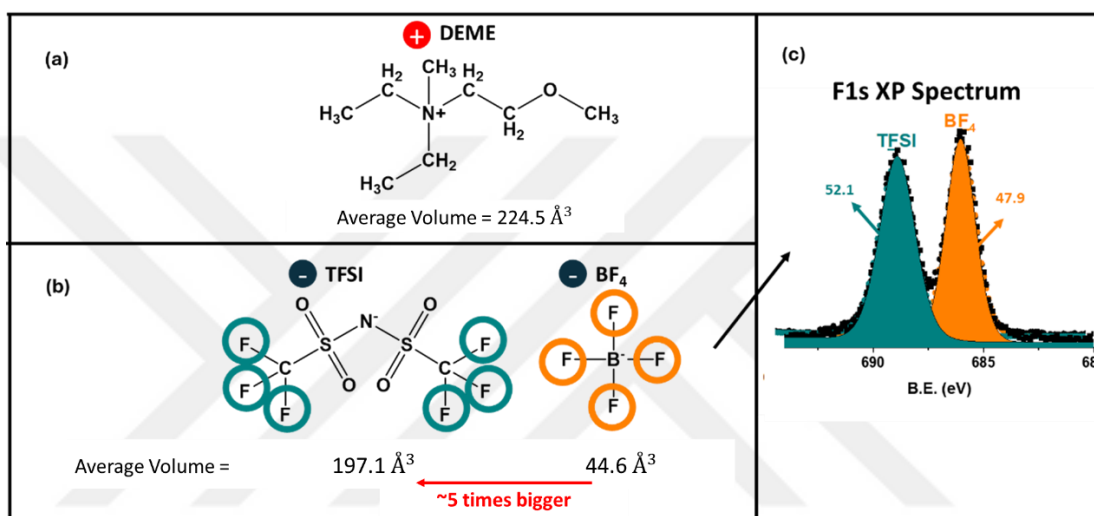 (a)
+ DEME
H₂
C
CH₃
H₂
C
O
H₃C
N+
C
H₂
CH₃
CH₂
H₃C
Average Volume = 224.5 Å³
(b)
- TFSI
- BF₄
O
N⁻
O
F
S
S
F
F
C
O
O
C
F
F
F
F
F
B⁻
F
F
Average Volume =
197.1 Å³
44.6 Å³
~5 times bigger
(c)
F1s XP Spectrum
TFSI
BF₄
52.1
47.9
690
685
68
B.E. (eV)